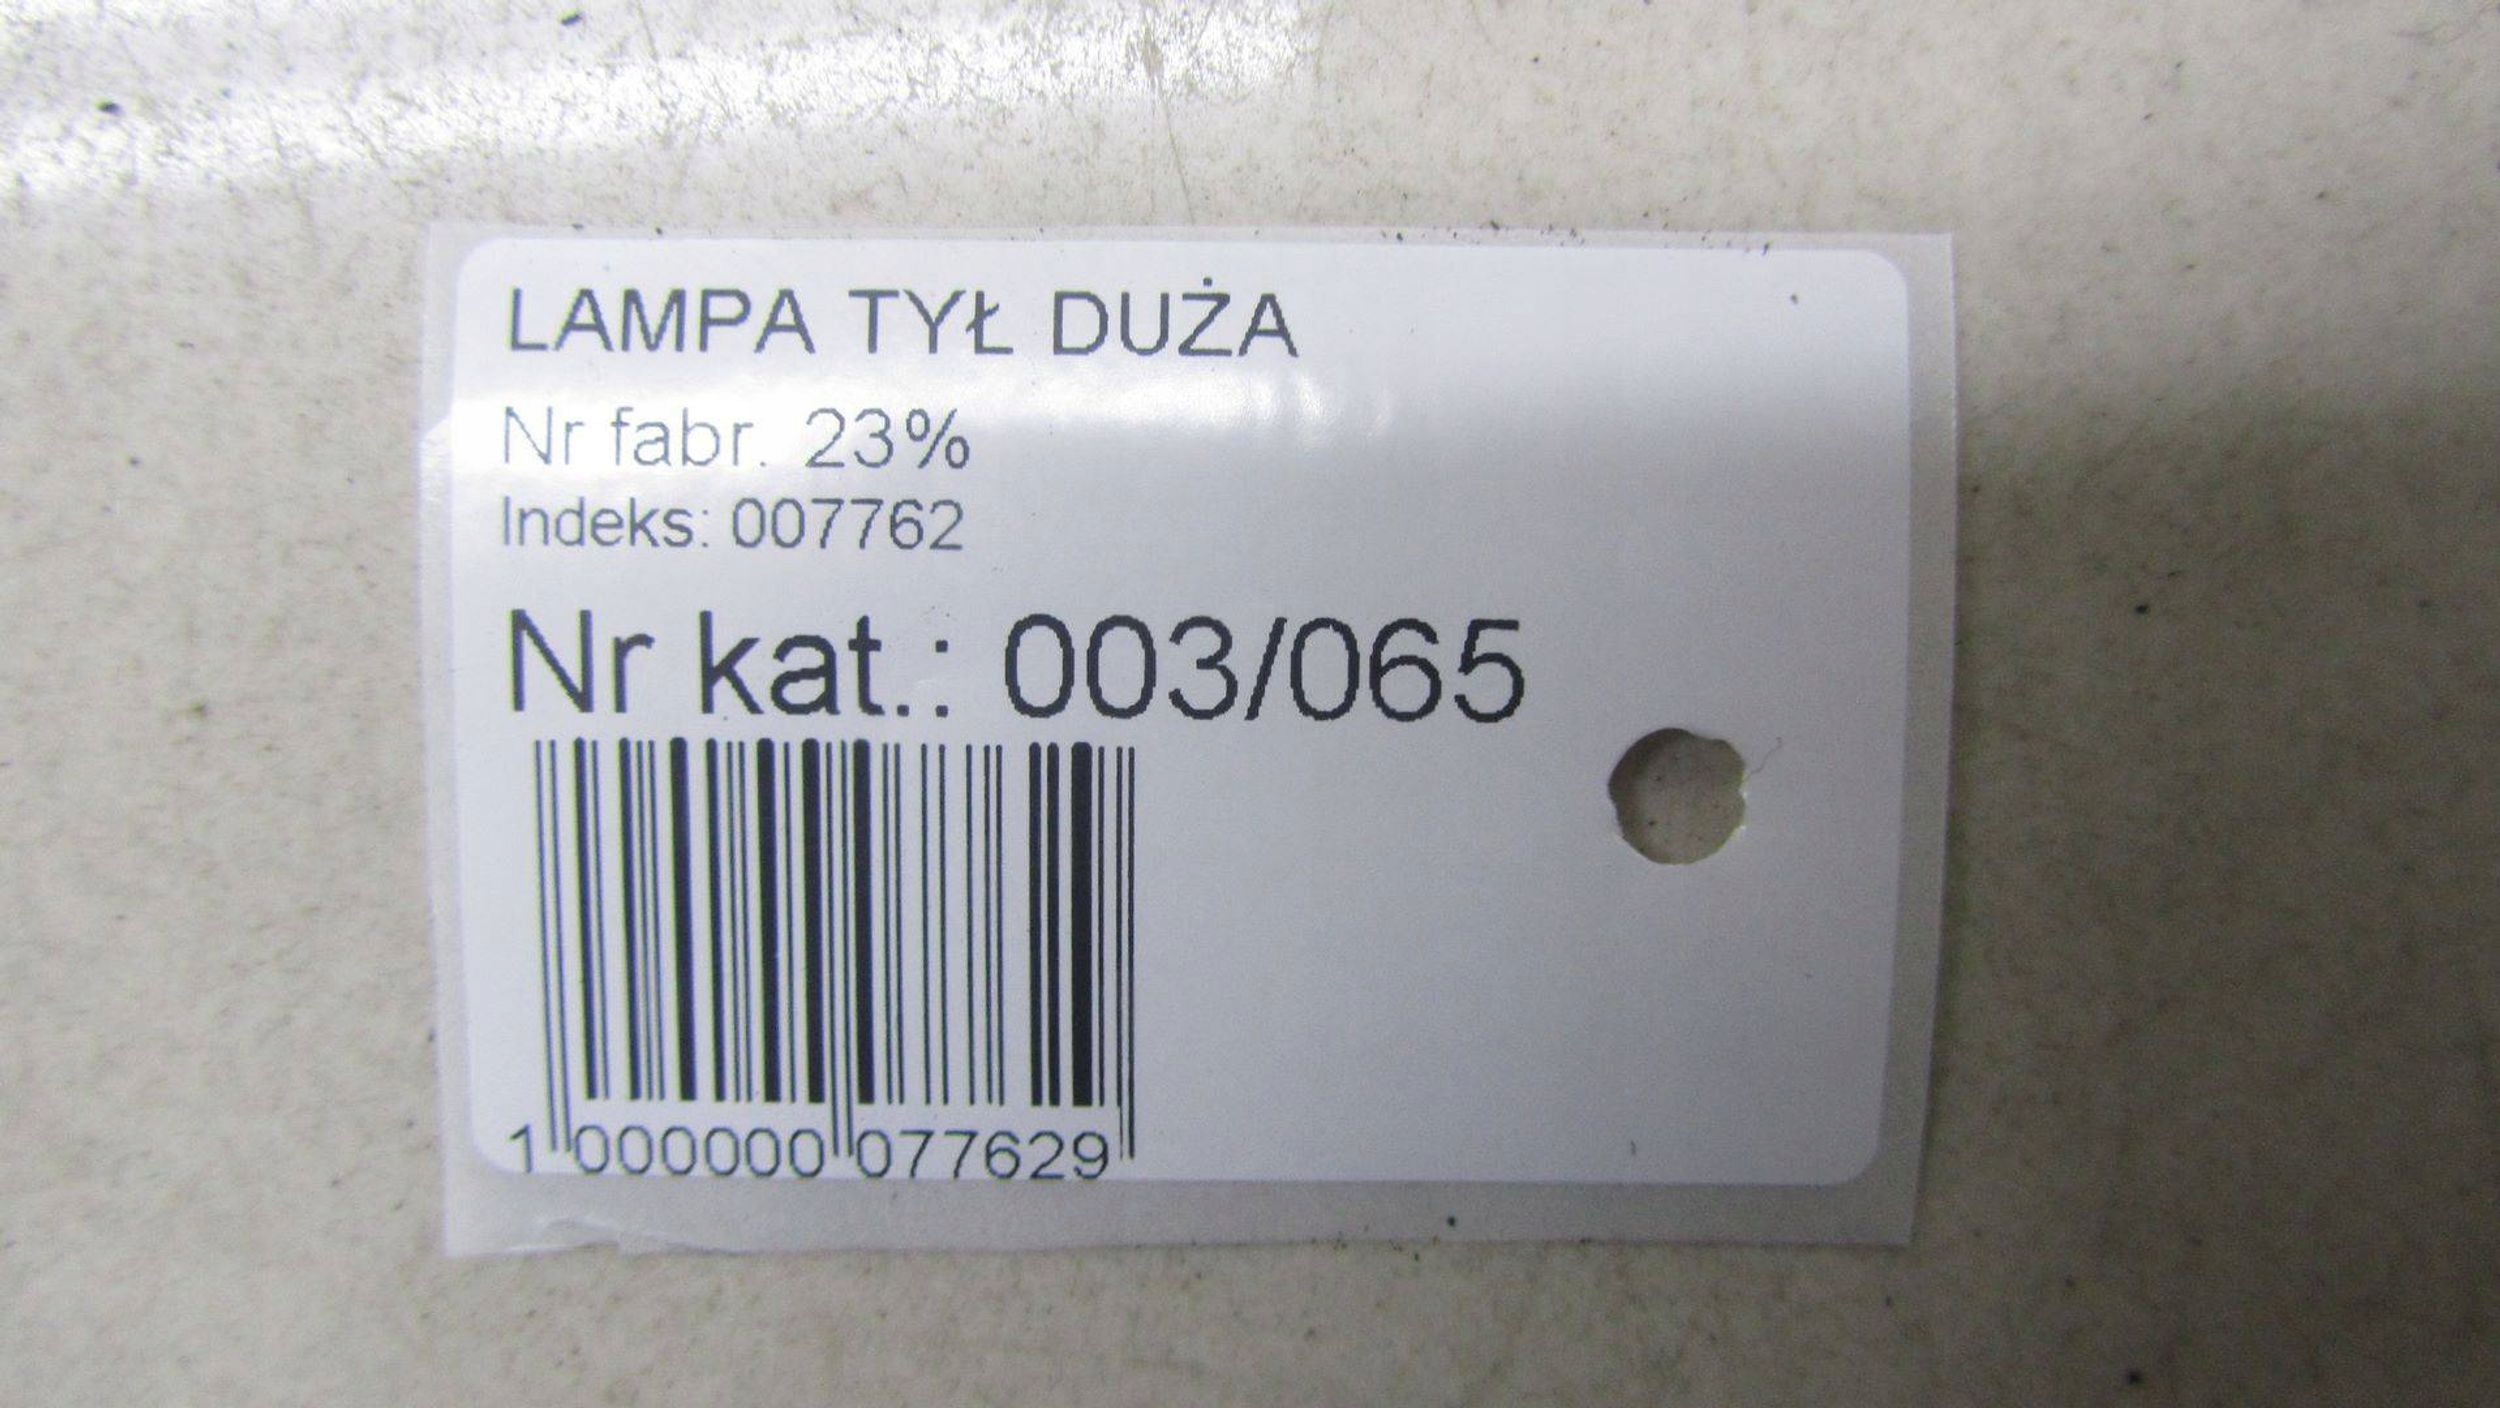 LAMPA TYŁ DUŻA
Nr fabr. 23%
Indeks: 007762
Nr kat.: 003/065
1 000000 077629